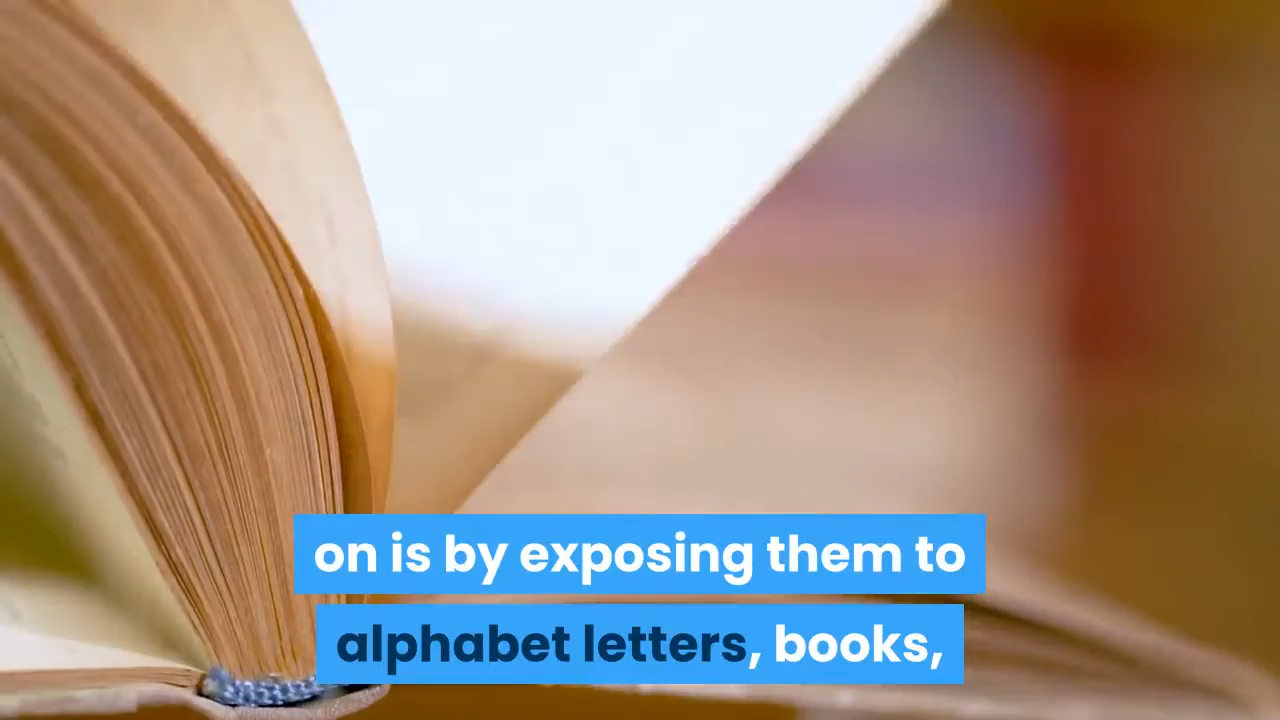 on is by exposing them to
alphabet letters, books,